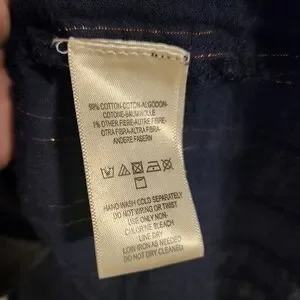 99% COTTON-COTON-ALGODON-
COTONE-BAUMWOLLE
1% OTHER FIBRE-AUTRE FIBRE-
OTRA FIBRA-ALTRA FIBRA-
ANDERE FASERN
HAND WASH COLD SEPARATELY
DO NOT WRING OR TWIST
USE ONLY NON-
CHLORINE BLEACH
LINE DRY
LOW IRON AS NEEDED
DO NOT DRY CLEANED